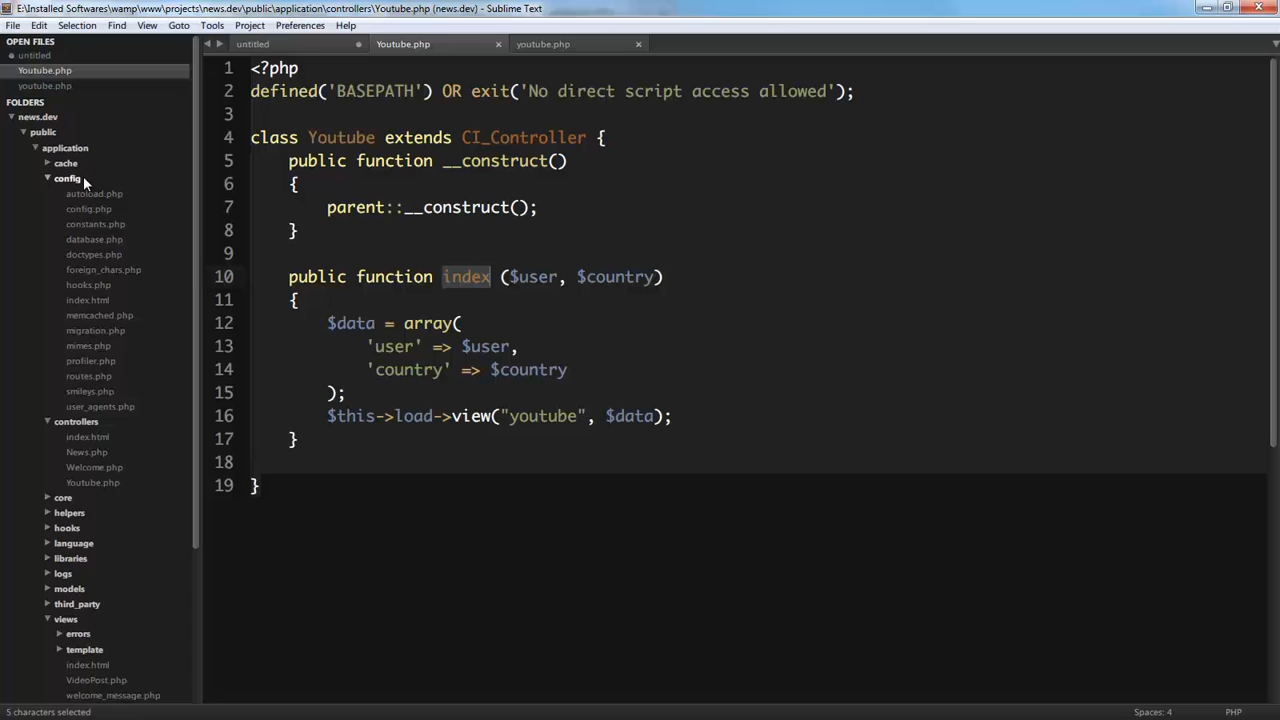 E:\Installed Softwares\wamp\www\projects\news.dev\public\application\controllers\Youtube.php (news.dev) - Sublime Text
File Edit Selection Find View Goto Tools Project Preferences Help
OPEN FILES
untitled
Youtube.php
youtube.php
FOLDERS
news.dev
public
application
cache
config
autoload.php
config.php
constants.php
database.php
doctypes.php
foreign_chars.php
hooks.php
index.html
memcached.php
migration.php
mimes.php
profiler.php
routes.php
smileys.php
user_agents.php
controllers
index.html
News.php
Welcome.php
Youtube.php
core
helpers
hooks
language
libraries
logs
models
third_party
views
errors
template
index.html
VideoPost.php
welcome_message.php
untitled Youtube.php youtube.php
1 <?php
2 defined('BASEPATH') OR exit('No direct script access allowed');
3
4 class Youtube extends CI_Controller {
5 public function __construct()
6 {
7 parent::__construct();
8 }
9
10 public function index ($user, $country)
11 {
12 $data = array(
13 'user' => $user,
14 'country' => $country
15 );
16 $this->load->view("youtube", $data);
17 }
18
19 }
5 characters selected Spaces: 4 PHP